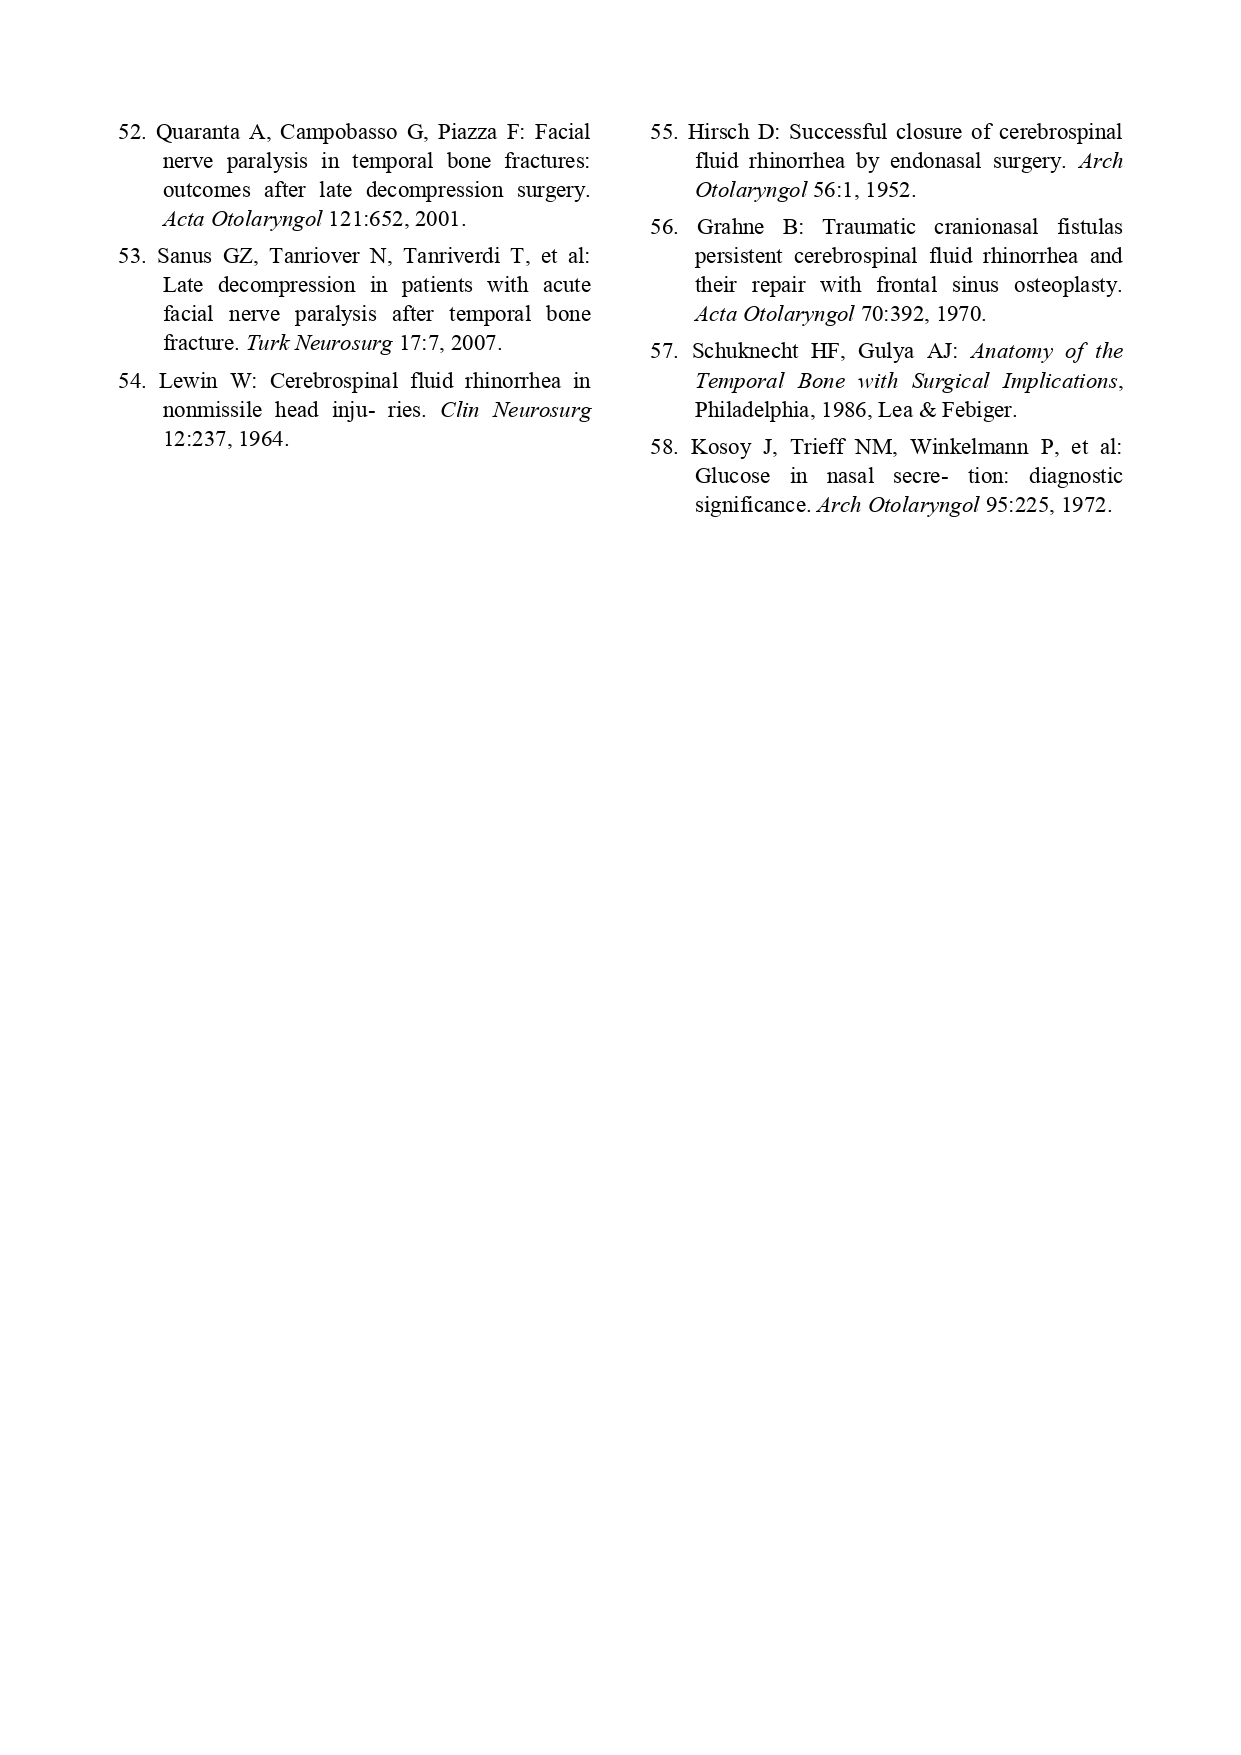 52. Quaranta A, Campobasso G, Piazza F: Facial
nerve paralysis in temporal bone fractures:
outcomes after late decompression surgery.
Acta Otolaryngol 121:652, 2001.
53. Sanus GZ, Tanriover N, Tanriverdi T, et al:
Late decompression in patients with acute
facial nerve paralysis after temporal bone
fracture. Turk Neurosurg 17:7, 2007.
54. Lewin W: Cerebrospinal fluid rhinorrhea in
nonmissile head inju- ries. Clin Neurosurg
12:237, 1964.
55. Hirsch D: Successful closure of cerebrospinal
fluid rhinorrhea by endonasal surgery. Arch
Otolaryngol 56:1, 1952.
56. Grahne B: Traumatic cranionasal fistulas
persistent cerebrospinal fluid rhinorrhea and
their repair with frontal sinus osteoplasty.
Acta Otolaryngol 70:392, 1970.
57. Schuknecht HF, Gulya AJ: Anatomy of the
Temporal Bone with Surgical Implications,
Philadelphia, 1986, Lea & Febiger.
58. Kosoy J, Trieff NM, Winkelmann P, et al:
Glucose in nasal secre- tion: diagnostic
significance. Arch Otolaryngol 95:225, 1972.